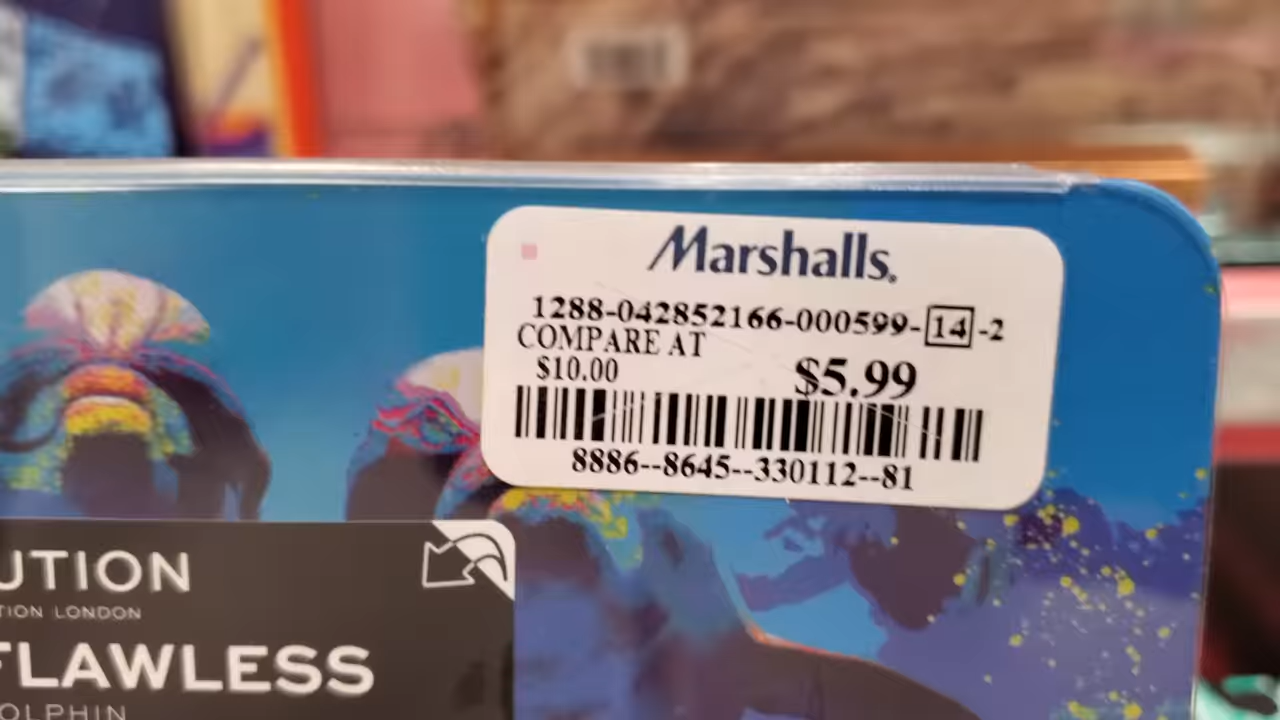 Marshalls.
1288-042852166-000599-14-2
COMPARE AT
$10.00
$5.99
8886--8645--330112--81
UTION
TION LONDON
FLAWLESS
OLPHIN